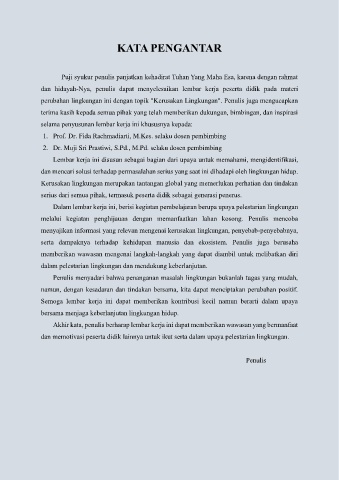 KATA PENGANTAR
Puji syukur penulis panjatkan kehadirat Tuhan Yang Maha Esa, karena dengan rahmat
dan hidayah-Nya, penulis dapat menyelesaikan lembar kerja peserta didik pada materi
perubahan lingkungan ini dengan topik "Kerusakan Lingkungan". Penulis juga mengucapkan
terima kasih kepada semua pihak yang telah memberikan dukungan, bimbingan, dan inspirasi
selama penyusunan lembar kerja ini khususnya kepada:
1. Prof. Dr. Fida Rachmadiarti, M.Kes. selaku dosen pembimbing
2. Dr. Muji Sri Prastiwi, S.Pd., M.Pd. selaku dosen pembimbing
Lembar kerja ini disusun sebagai bagian dari upaya untuk memahami, mengidentifikasi,
dan mencari solusi terhadap permasalahan serius yang saat ini dihadapi oleh lingkungan hidup.
Kerusakan lingkungan merupakan tantangan global yang memerlukan perhatian dan tindakan
serius dari semua pihak, termasuk peserta didik sebagai generasi penerus.
Dalam lembar kerja ini, berisi kegiatan pembelajaran berupa upaya pelestarian lingkungan
melalui kegiatan penghijauan dengan memanfaatkan lahan kosong. Penulis mencoba
menyajikan informasi yang relevan mengenai kerusakan lingkungan, penyebab-penyebabnya,
serta dampaknya terhadap kehidupan manusia dan ekosistem. Penulis juga berusaha
memberikan wawasan mengenai langkah-langkah yang dapat diambil untuk melibatkan diri
dalam pelestarian lingkungan dan mendukung keberlanjutan.
Penulis menyadari bahwa penanganan masalah lingkungan bukanlah tugas yang mudah,
namun, dengan kesadaran dan tindakan bersama, kita dapat menciptakan perubahan positif.
Semoga lembar kerja ini dapat memberikan kontribusi kecil namun berarti dalam upaya
bersama menjaga keberlanjutan lingkungan hidup.
Akhir kata, penulis berharap lembar kerja ini dapat memberikan wawasan yang bermanfaat
dan memotivasi peserta didik lainnya untuk ikut serta dalam upaya pelestarian lingkungan.
Penulis